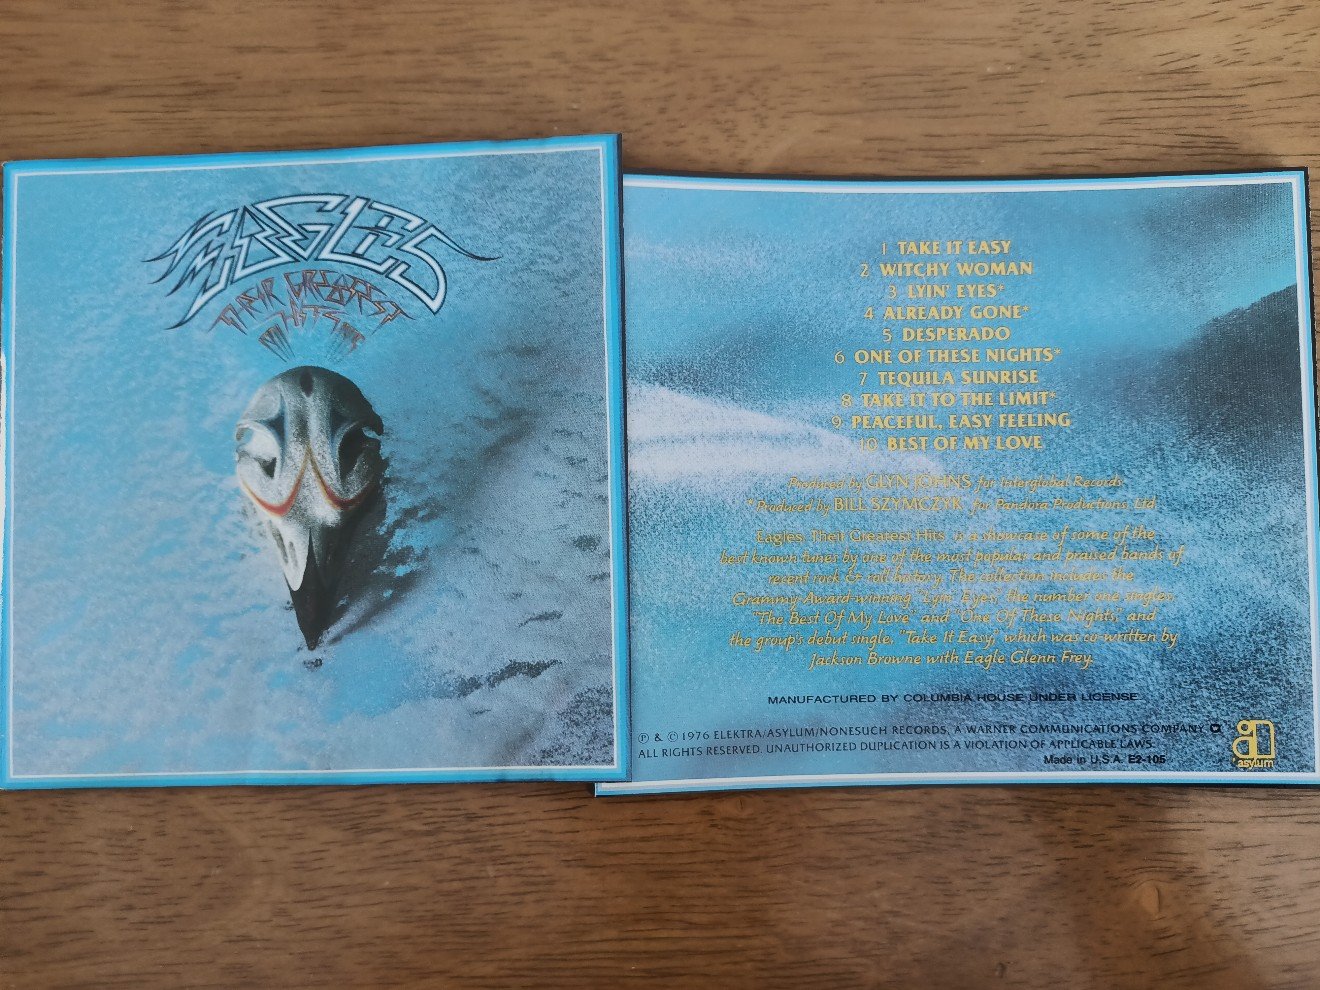 EAGLES
THEIR GREATEST
HITS
1 TAKE IT EASY
2 WITCHY WOMAN
3 LYIN' EYES*
4 ALREADY GONE*
5 DESPERADO
6 ONE OF THESE NIGHTS*
7 TEQUILA SUNRISE
8 TAKE IT TO THE LIMIT*
9 PEACEFUL, EASY FEELING
10 BEST OF MY LOVE
Produced by GLYN JOHNS for Interglobal Records
*Produced by BILL SZYMCZYK for Pandora Productions, Ltd.
Eagles: Their Greatest Hits is a showcase of some of the
best known tunes by one of the most popular and praised bands of
recent rock & roll history. The collection includes the
Grammy-Award-winning "Lyin' Eyes," the number one singles,
"The Best Of My Love" and "One Of These Nights," and
the group's debut single, "Take It Easy," which was co-written by
Jackson Browne with Eagle Glenn Frey.
MANUFACTURED BY COLUMBIA HOUSE UNDER LICENSE
℗ & © 1976 ELEKTRA/ASYLUM/NONESUCH RECORDS, A WARNER COMMUNICATIONS COMPANY
ALL RIGHTS RESERVED. UNAUTHORIZED DUPLICATION IS A VIOLATION OF APPLICABLE LAWS.
Made in U.S.A. E2-105
asylum